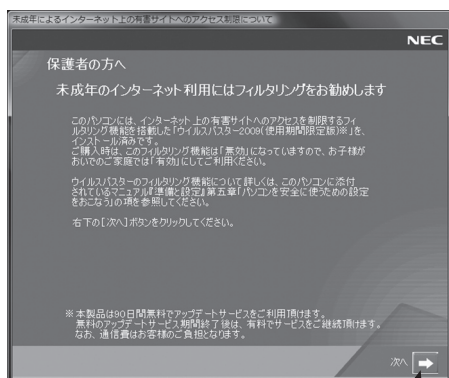 未成年によるインターネット上の有害サイトへのアクセス制限について
NEC
保護者の方へ
未成年のインターネット利用にはフィルタリングをお勧めします
このパソコンには、インターネット上の有害サイトへのアクセスを制限するフィ
ルタリング機能を搭載した「ウイルスバスター2009(使用期間限定版)※」を、
インストール済みです。
ご購入時は、このフィルタリング機能は「無効」になっていますので、お子様が
おいでのご家庭では「有効」にしてご利用ください。
ウイルスバスターのフィルタリング機能について詳しくは、このパソコンに添付
されているマニュアル『準備と設定』第五章「パソコンを安全に使うための設定
をおこなう」の項を参照してください。
右下の[次へ]ボタンをクリックしてください。
※ 本製品は90日間無料でアップデートサービスをご利用頂けます。
無料のアップデートサービス期間終了後は、有料でサービスをご継続頂けます。
なお、通信費はお客様のご負担となります。
次へ